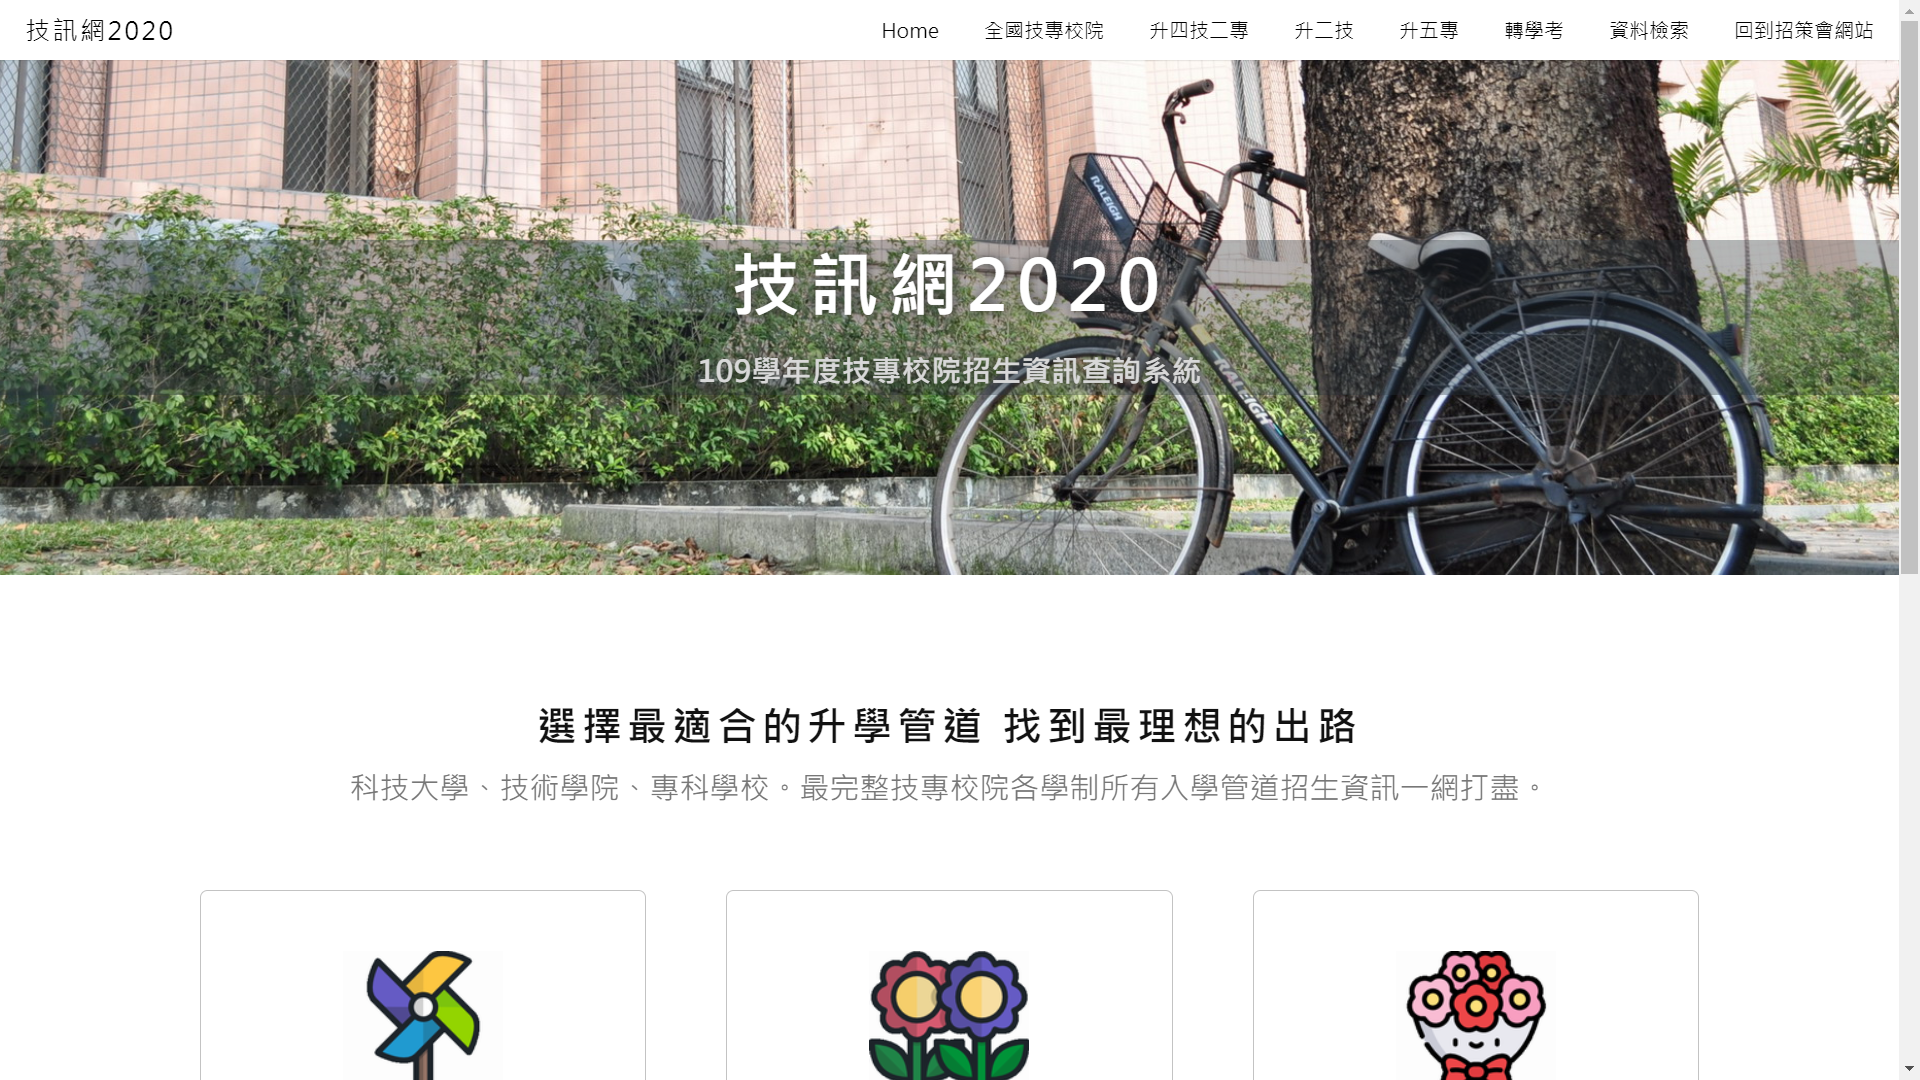 技訊網2020
Home
全國技專校院
升四技二專
升二技
升五專
轉學考
資料檢索
回到招策會網站
RALEIGH
技訊網2020
109學年度技專校院招生資訊查詢系統
RALEIGH
選擇最適合的升學管道 找到最理想的出路
科技大學、技術學院、專科學校。最完整技專校院各學制所有入學管道招生資訊一網打盡。